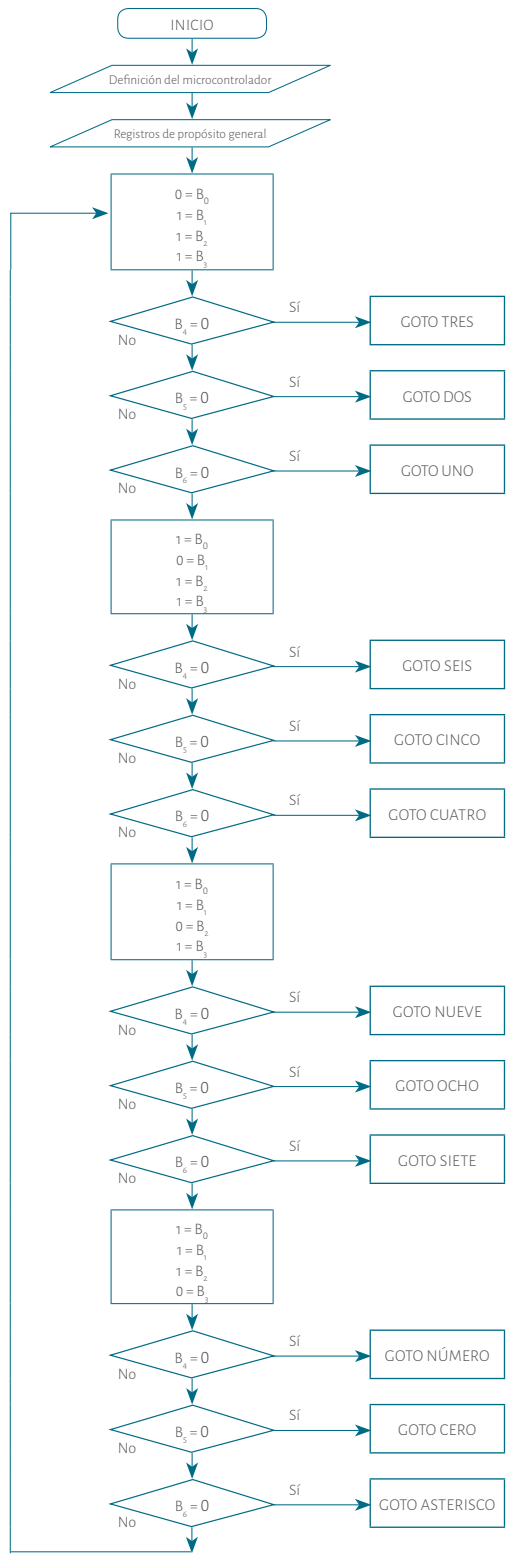 INICIO
Definición del microcontrolador
Registros de propósito general
0 = B₀
1 = B₁
1 = B₂
1 = B₃
B₄ = 0
Sí
GOTO TRES
No
B₅ = 0
Sí
GOTO DOS
No
B₆ = 0
Sí
GOTO UNO
No
1 = B₀
0 = B₁
1 = B₂
1 = B₃
B₄ = 0
Sí
GOTO SEIS
No
B₅ = 0
Sí
GOTO CINCO
No
B₆ = 0
Sí
GOTO CUATRO
No
1 = B₀
1 = B₁
0 = B₂
1 = B₃
B₄ = 0
Sí
GOTO NUEVE
No
B₅ = 0
Sí
GOTO OCHO
No
B₆ = 0
Sí
GOTO SIETE
No
1 = B₀
1 = B₁
1 = B₂
0 = B₃
B₄ = 0
Sí
GOTO NÚMERO
No
B₅ = 0
Sí
GOTO CERO
No
B₆ = 0
Sí
GOTO ASTERISCO
No